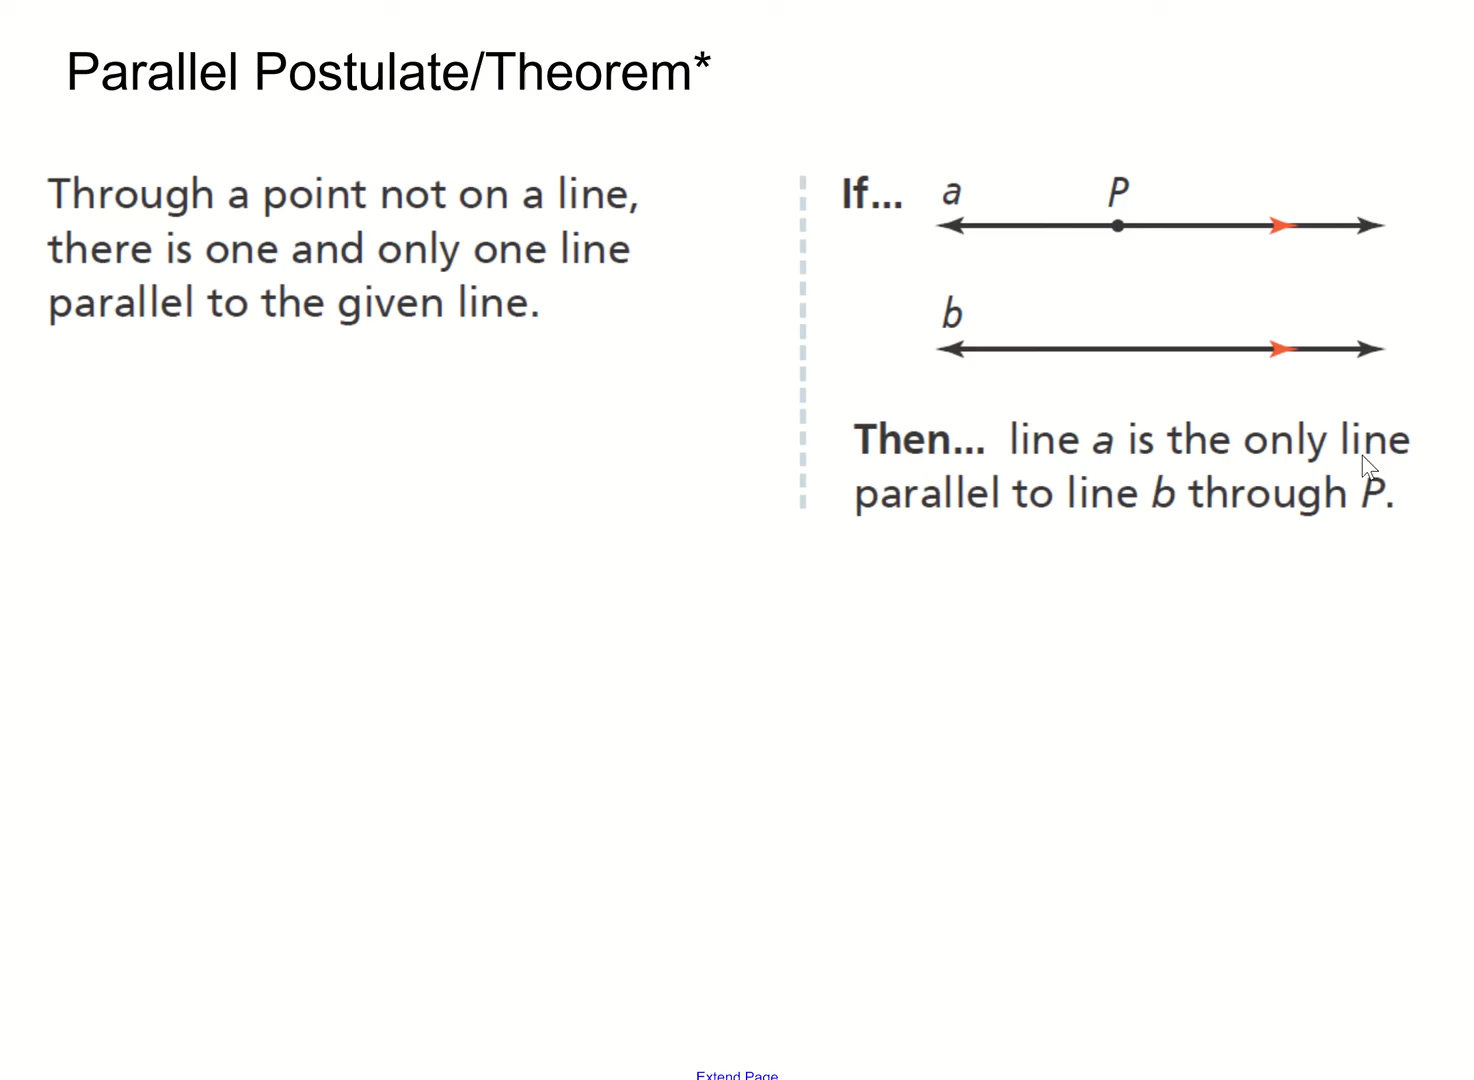 Parallel Postulate/Theorem*
Through a point not on a line,
there is one and only one line
parallel to the given line.
If... a P
b
Then... line a is the only line
parallel to line b through P.
Extend Page